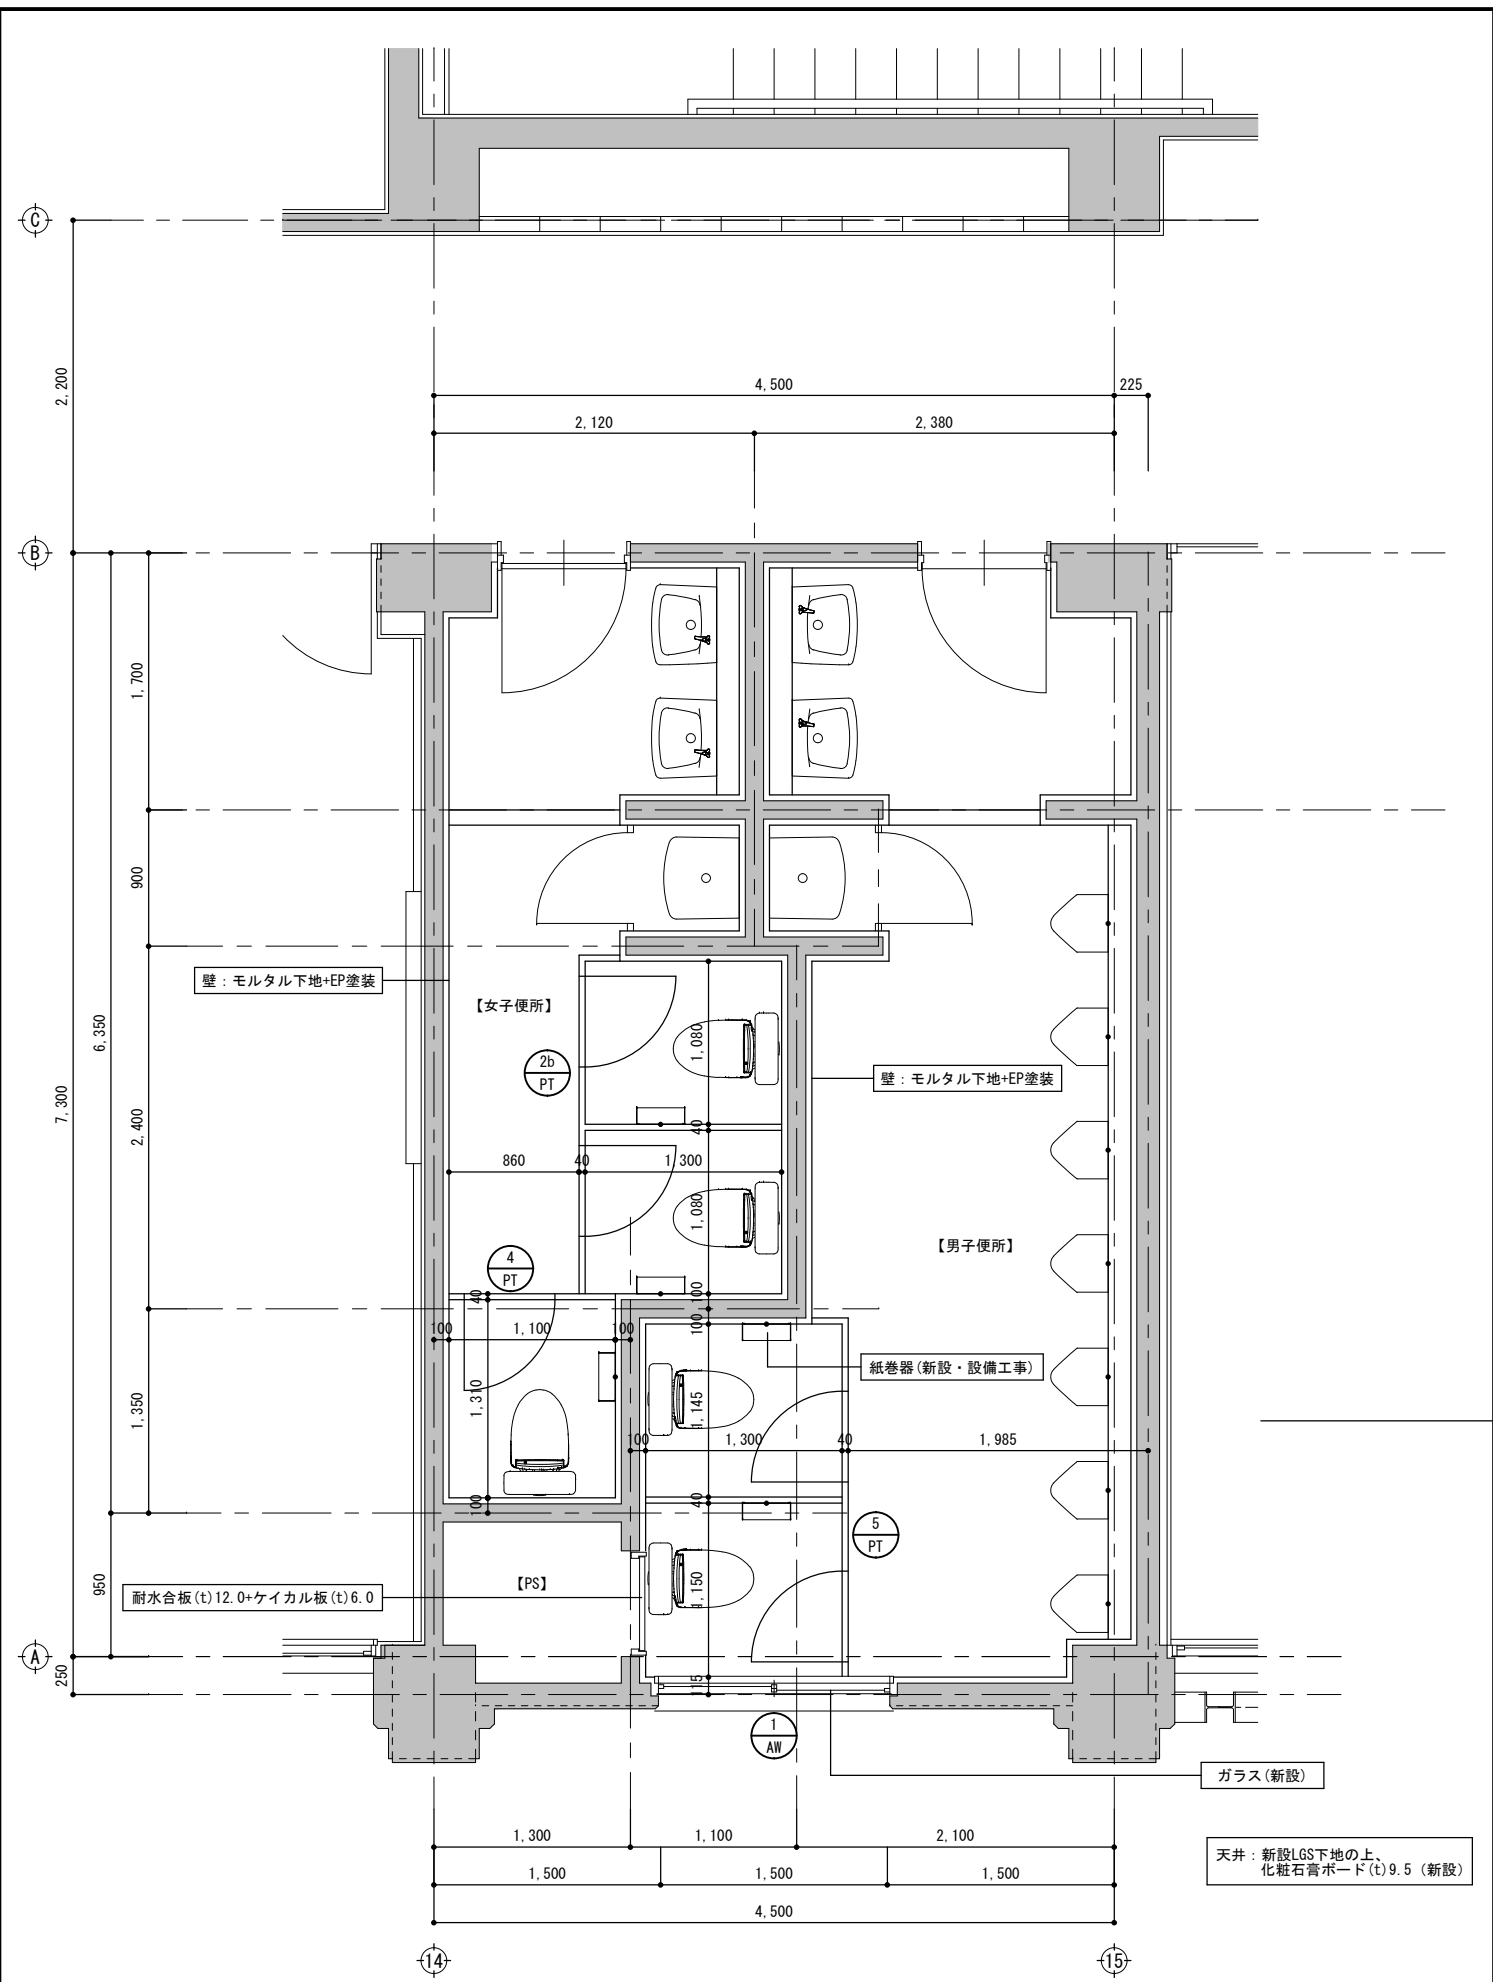 C
2,200
4,500
225
2,120
2,380
B
1,700
900
壁：モルタル下地+EP塗装
【女子便所】
6,350
1,080
2b
PT
壁：モルタル下地+EP塗装
7,300
2,400
40
860
40
1,300
1,080
【男子便所】
4
PT
40
100
100
100
1,100
100
紙巻器(新設・設備工事)
1,310
1,350
1,145
100
1,300
40
1,985
100
40
5
PT
950
【PS】
1,150
耐水合板(t)12.0+ケイカル板(t)6.0
A
250
115
1
AW
ガラス(新設)
1,300
1,100
2,100
1,500
1,500
1,500
天井：新設LGS下地の上、
化粧石膏ボード(t)9.5（新設）
4,500
14
15